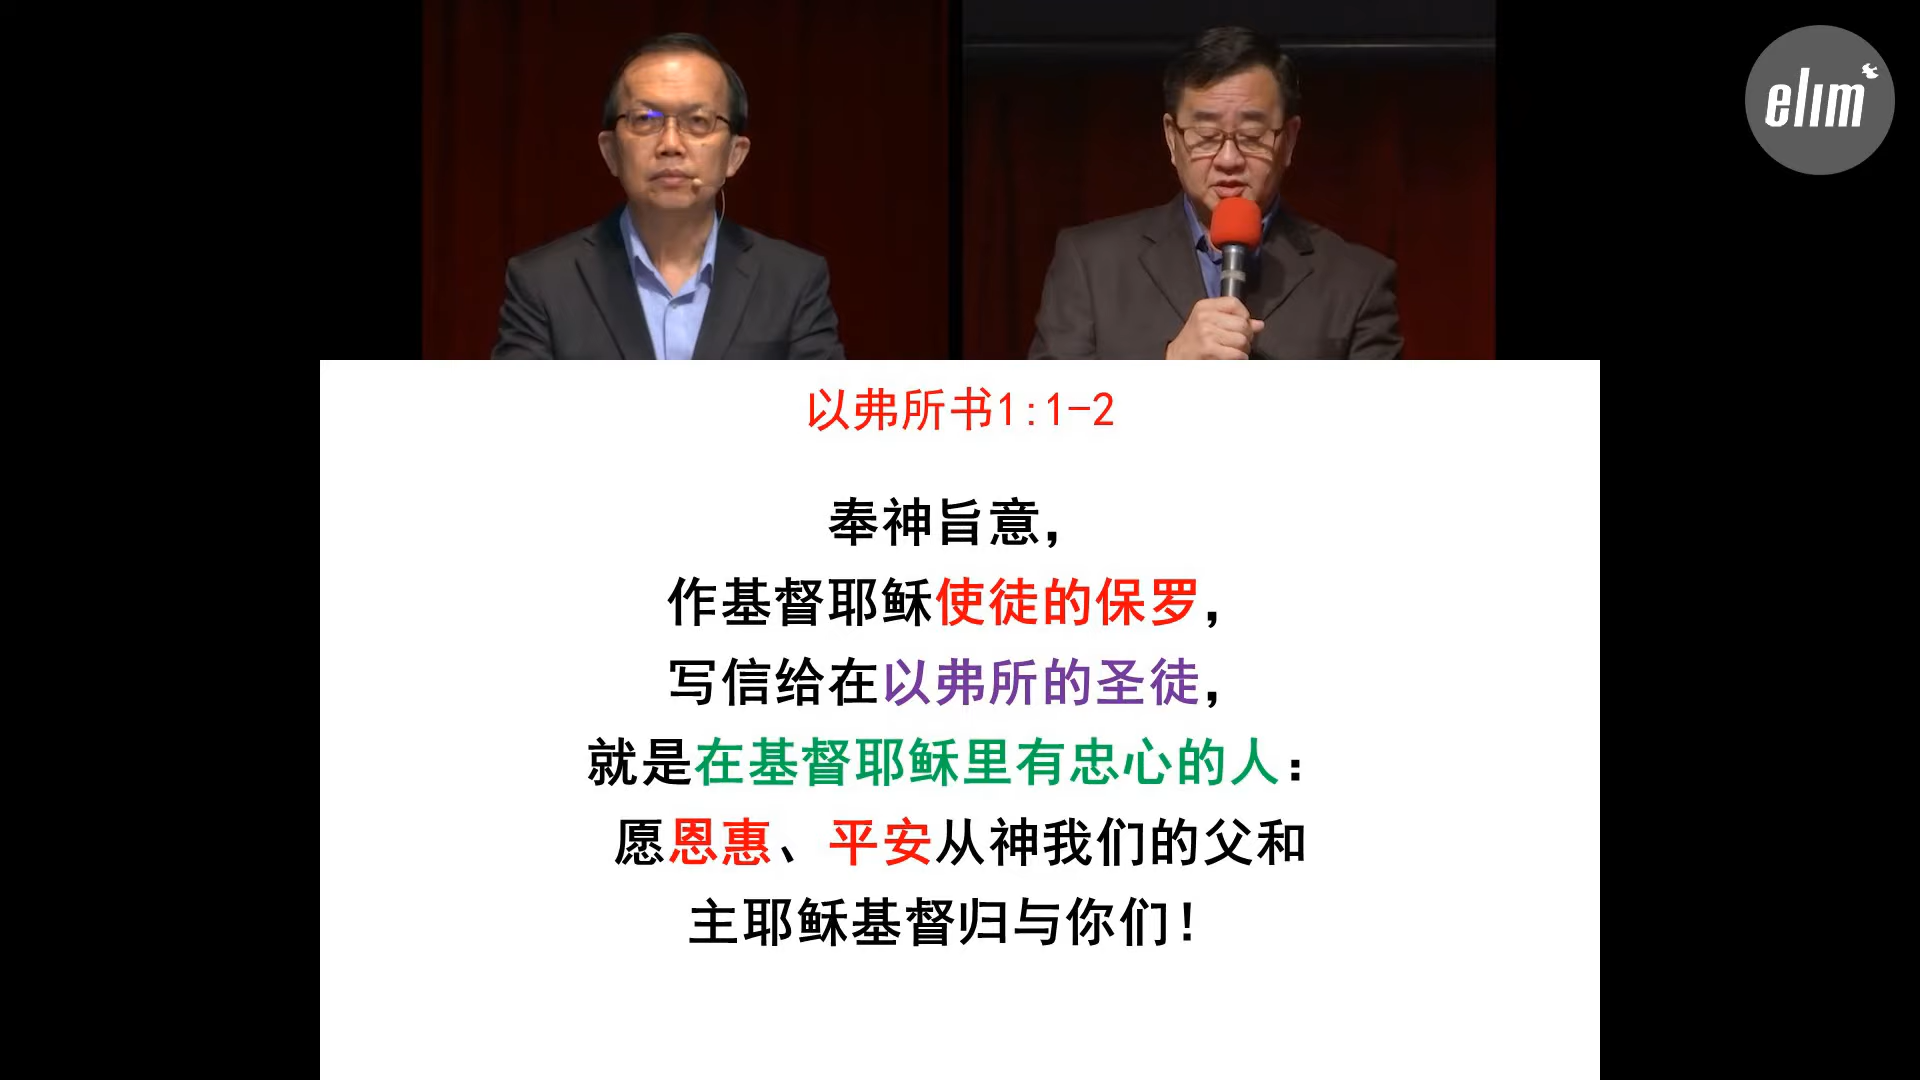 elim
以弗所书1:1-2
奉神旨意，
作基督耶稣使徒的保罗，
写信给在以弗所的圣徒，
就是在基督耶稣里有忠心的人：
愿恩惠、平安从神我们的父和
主耶稣基督归与你们！